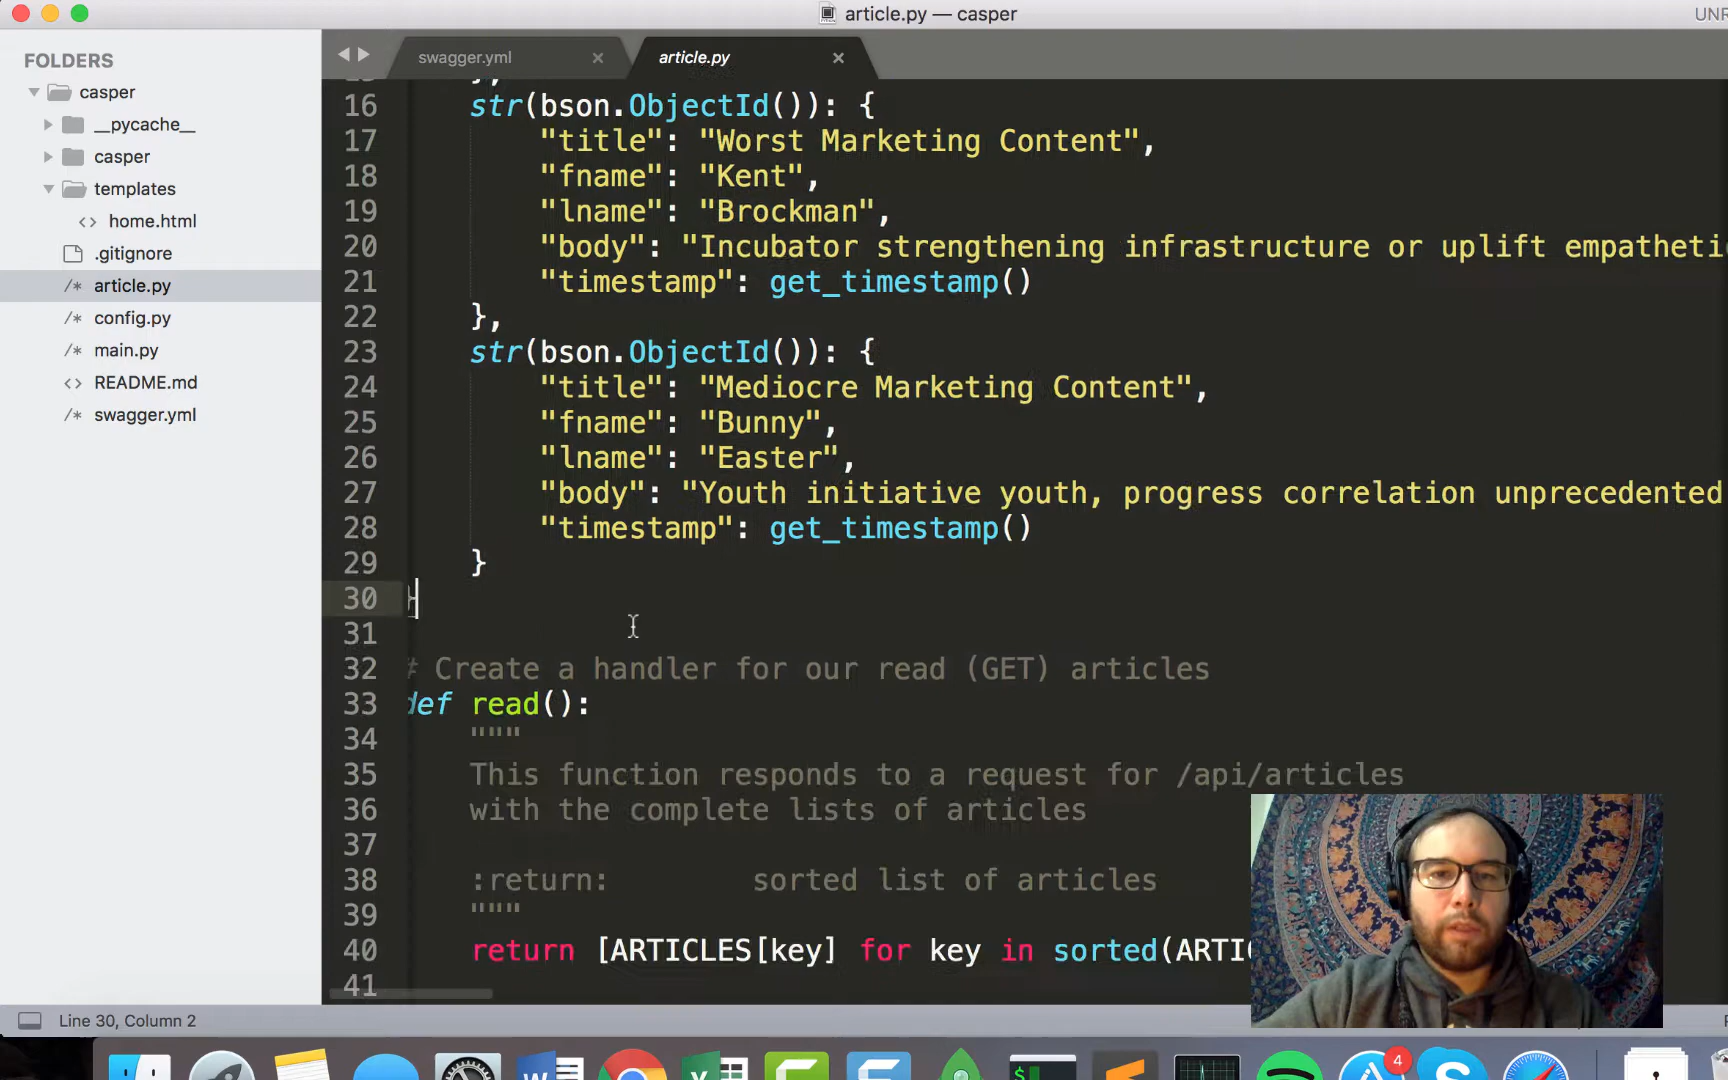 article.py — casper
UNR
FOLDERS
casper
__pycache__
casper
templates
<> home.html
.gitignore
/* article.py
/* config.py
/* main.py
<> README.md
/* swagger.yml
swagger.yml ×
article.py ×
16 str(bson.ObjectId()): {
17 "title": "Worst Marketing Content",
18 "fname": "Kent",
19 "lname": "Brockman",
20 "body": "Incubator strengthening infrastructure or uplift empatheti
21 "timestamp": get_timestamp()
22 },
23 str(bson.ObjectId()): {
24 "title": "Mediocre Marketing Content",
25 "fname": "Bunny",
26 "lname": "Easter",
27 "body": "Youth initiative youth, progress correlation unprecedented
28 "timestamp": get_timestamp()
29 }
30 }
31
32 # Create a handler for our read (GET) articles
33 def read():
34 """
35 This function responds to a request for /api/articles
36 with the complete lists of articles
37
38 :return: sorted list of articles
39 """
40 return [ARTICLES[key] for key in sorted(ARTI
41
Line 30, Column 2
4